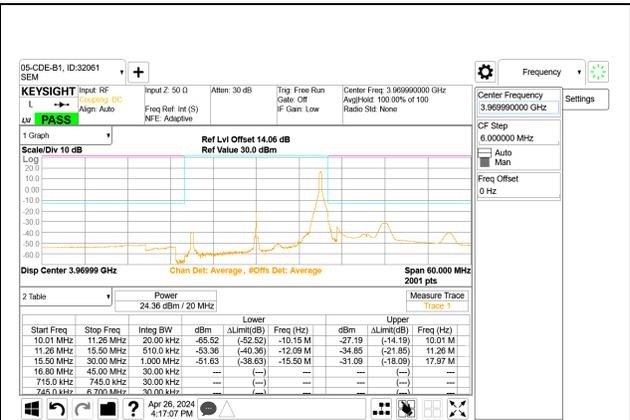 05-CDE-B1, ID:32061
SEM
Frequency
KEYSIGHT
Input: RF
Coupling: DC
Align: Auto
Input Z: 50 Ω
Freq Ref: Int (S)
NFE: Adaptive
Atten: 30 dB
Trig: Free Run
Gate: Off
IF Gain: Low
Center Freq: 3.969990000 GHz
Avg|Hold: 100.00% of 100
Radio Std: None
L
LXI PASS
Center Frequency
3.969990000 GHz
Settings
CF Step
6.000000 MHz
Auto
Man
Freq Offset
0 Hz
1 Graph
Scale/Div 10 dB
Ref Lvl Offset 14.06 dB
Ref Value 30.0 dBm
Log
20.0
10.0
0.00
-10.0
-20.0
-30.0
-40.0
-50.0
-60.0
Disp Center 3.96999 GHz
Chan Det: Average, #Offs Det: Average
Span 60.000 MHz
2001 pts
2 Table
Power
24.36 dBm / 20 MHz
Measure Trace
Trace 1
Lower Upper
Start Freq Stop Freq Integ BW dBm ΔLimit(dB) Freq (Hz) dBm ΔLimit(dB) Freq (Hz)
10.01 MHz 11.26 MHz 20.00 kHz -65.52 (-52.52) -10.15 M -27.19 (-14.19) 10.01 M
11.26 MHz 15.50 MHz 510.0 kHz -53.36 (-40.36) -12.09 M -34.85 (-21.85) 11.26 M
15.50 MHz 30.00 MHz 1.000 MHz -51.63 (-38.63) -15.50 M -31.09 (-18.09) 17.97 M
16.80 MHz 45.00 MHz 30.00 kHz --- (---) --- --- (---) ---
715.0 kHz 745.0 kHz 30.00 kHz --- (---) --- --- (---) ---
745.0 kHz 6.700 MHz 30.00 kHz --- (---) --- --- (---) ---
? Apr 26, 2024
4:17:07 PM